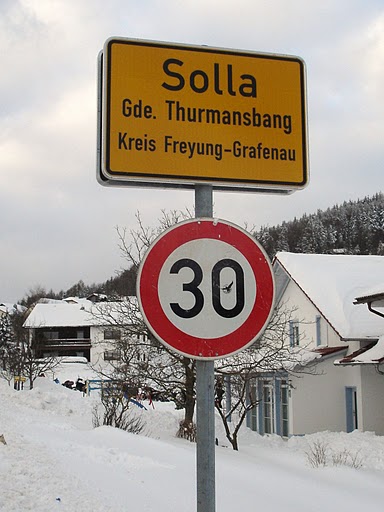 Solla
Gde. Thurmansbang
Kreis Freyung-Grafenau
30